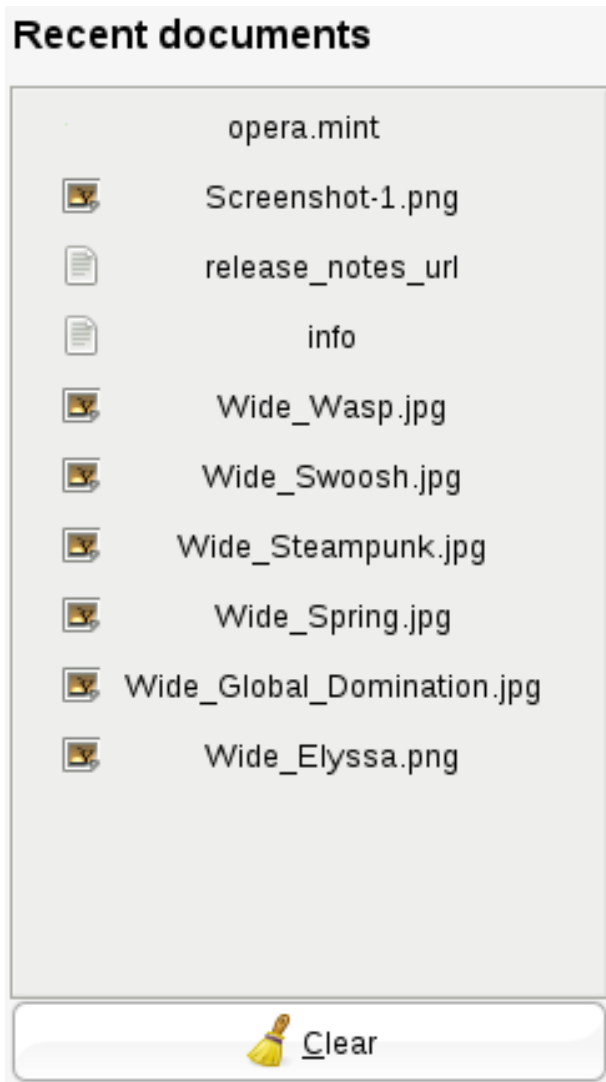 Recent documents
opera.mint
Screenshot-1.png
release_notes_url
info
Wide_Wasp.jpg
Wide_Swoosh.jpg
Wide_Steampunk.jpg
Wide_Spring.jpg
Wide_Global_Domination.jpg
Wide_Elyssa.png
Clear